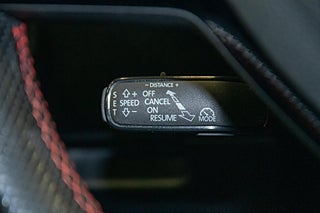 − DISTANCE +
SET
SPEED + −
OFF
CANCEL
ON
RESUME
MODE